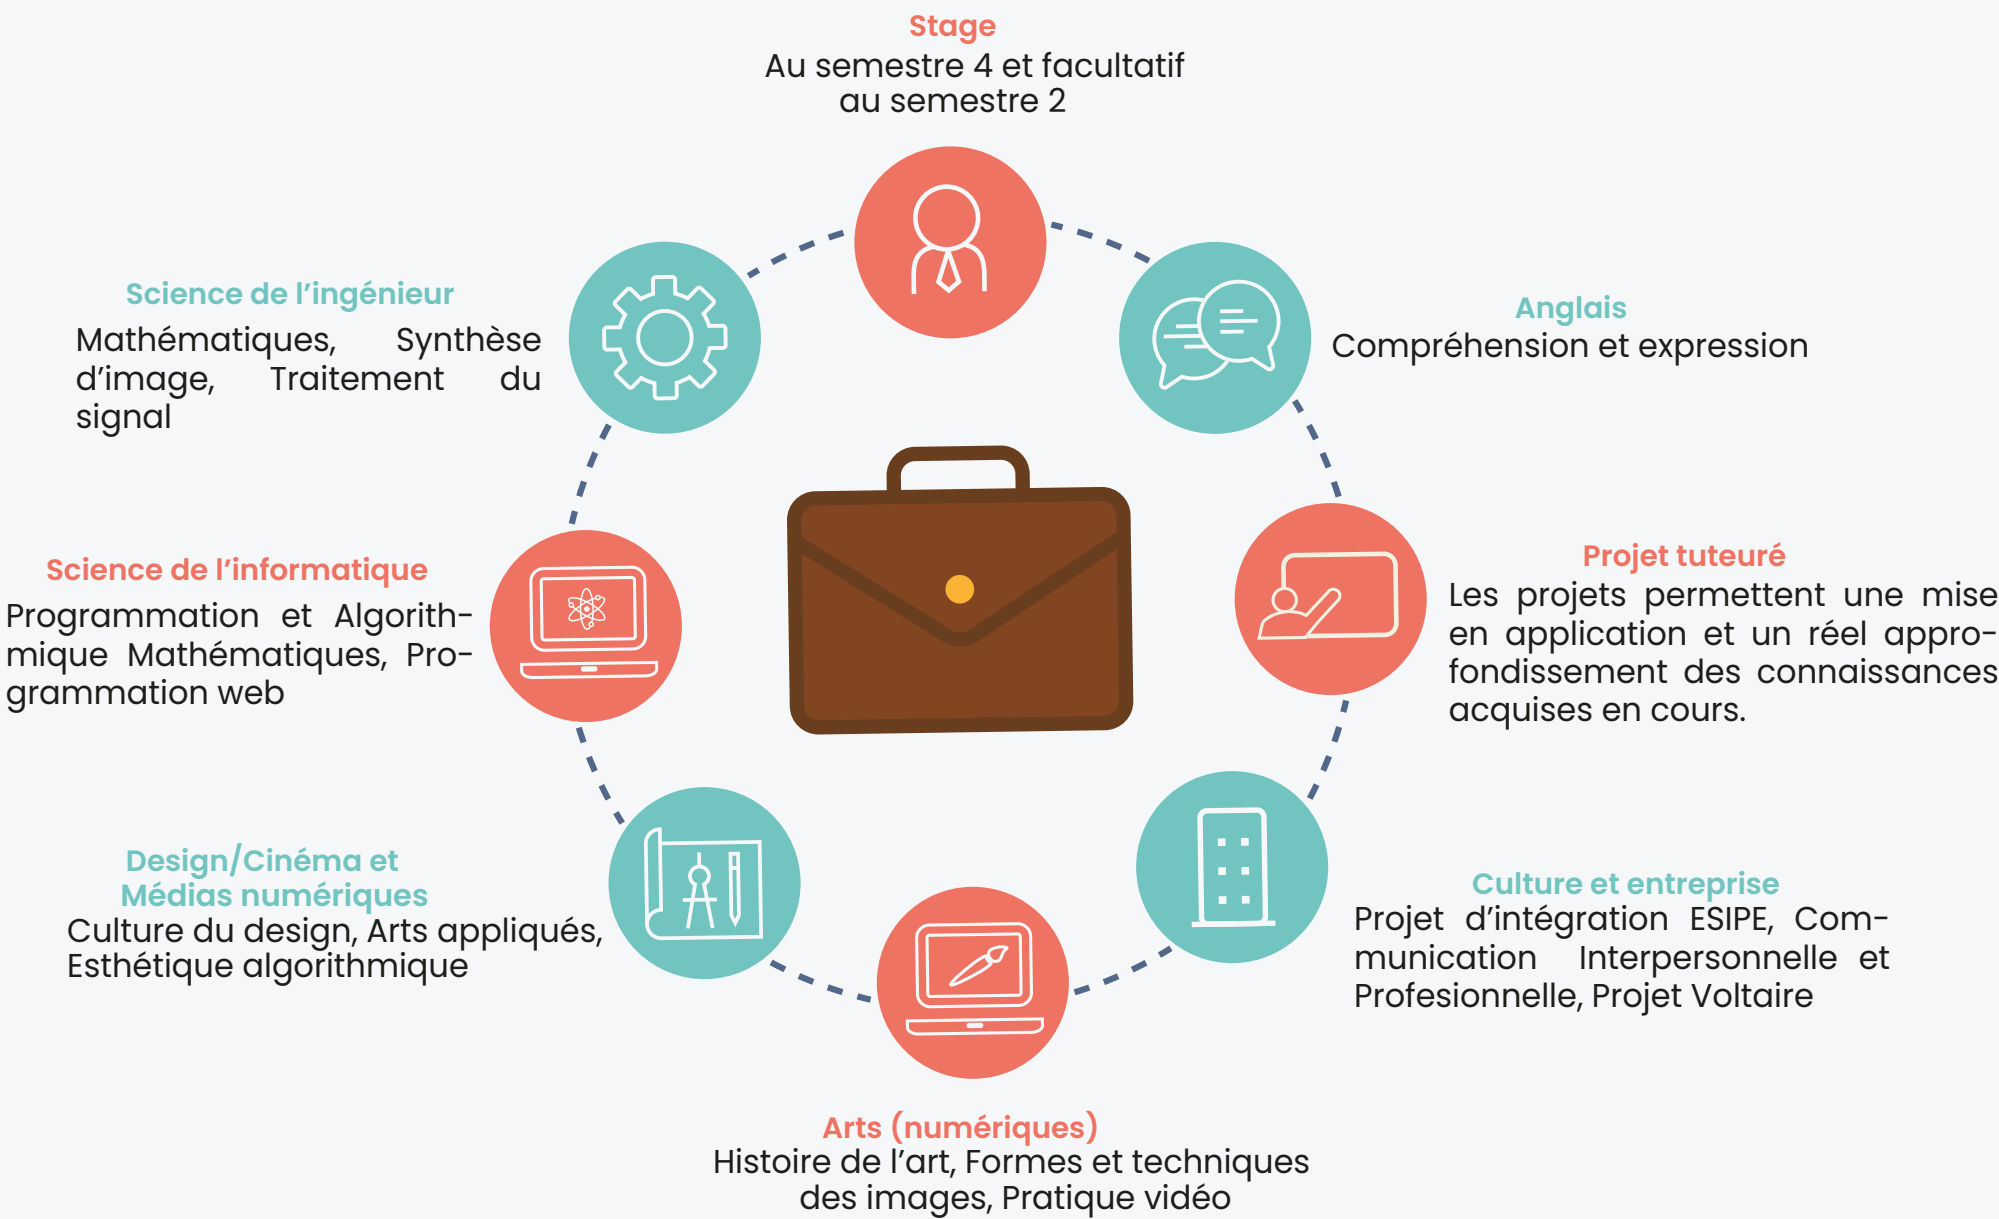 Stage
Au semestre 4 et facultatif
au semestre 2
Science de l'ingénieur
Mathématiques, Synthèse
d'image, Traitement du
signal
Anglais
Compréhension et expression
Science de l'informatique
Programmation et Algorith-
mique Mathématiques, Pro-
grammation web
Projet tuteuré
Les projets permettent une mise
en application et un réel appro-
fondissement des connaissances
acquises en cours.
Design/Cinéma et
Médias numériques
Culture du design, Arts appliqués,
Esthétique algorithmique
Culture et entreprise
Projet d'intégration ESIPE, Com-
munication Interpersonnelle et
Profesionnelle, Projet Voltaire
Arts (numériques)
Histoire de l'art, Formes et techniques
des images, Pratique vidéo